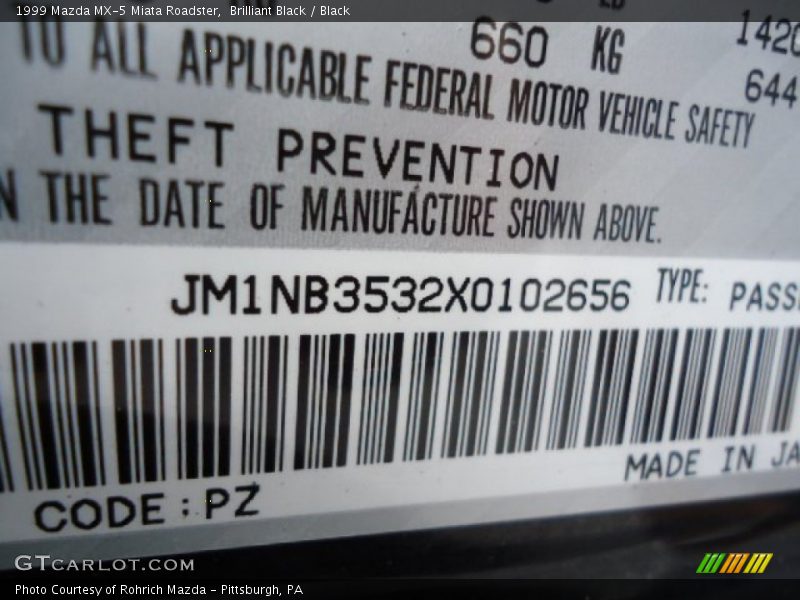 1999 Mazda MX-5 Miata Roadster,  Brilliant Black / Black
660 KG 1420
644
TO ALL APPLICABLE FEDERAL MOTOR VEHICLE SAFETY
THEFT PREVENTION
THE DATE OF MANUFACTURE SHOWN ABOVE.
JM1NB3532X0102656 TYPE: PASS
MADE IN JA
CODE : PZ
GTCARLOT.COM
Photo Courtesy of Rohrich Mazda - Pittsburgh, PA